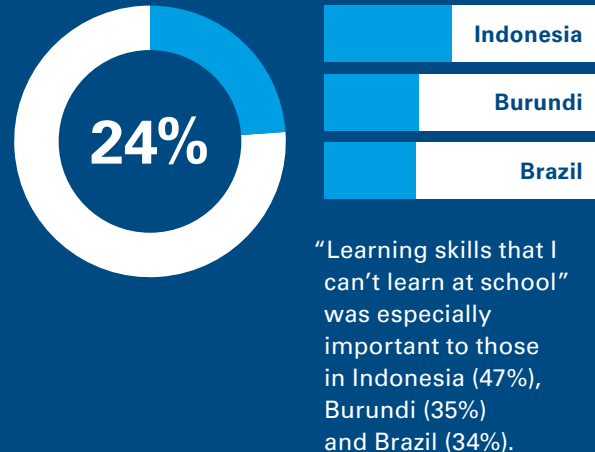 24%
Indonesia
Burundi
Brazil
“Learning skills that I
can’t learn at school”
was especially
important to those
in Indonesia (47%),
Burundi (35%)
and Brazil (34%).